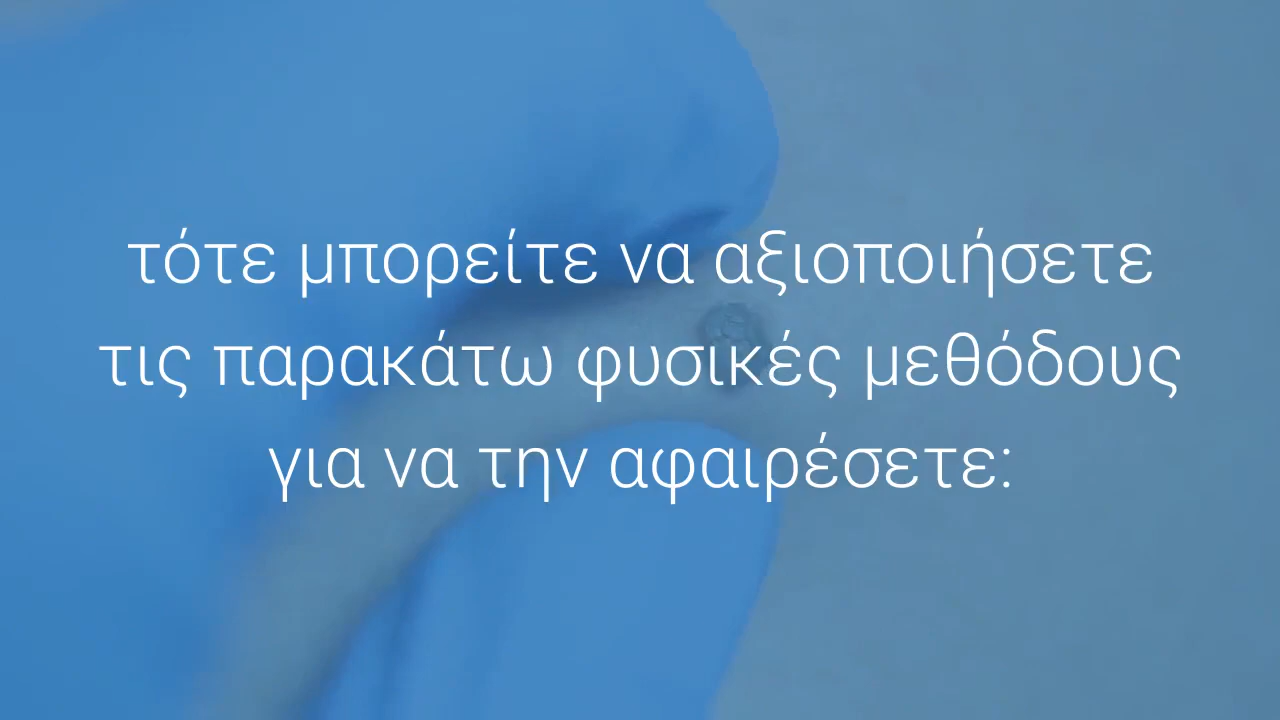 τότε μπορείτε να αξιοποιήσετε
τις παρακάτω φυσικές μεθόδους
για να την αφαιρέσετε: